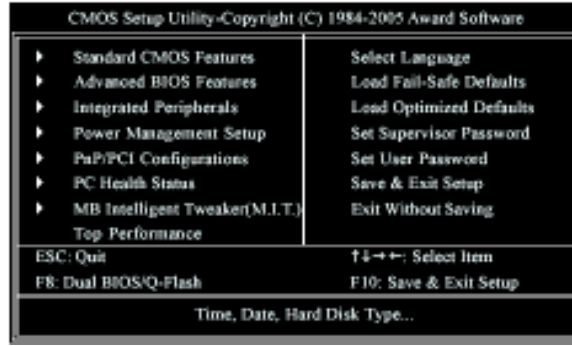 CMOS Setup Utility-Copyright (C) 1984-2005 Award Software
Standard CMOS Features
Advanced BIOS Features
Integrated Peripherals
Power Management Setup
PnP/PCI Configurations
PC Health Status
MB Intelligent Tweaker(M.I.T.)
Top Performance
Select Language
Load Fail-Safe Defaults
Load Optimized Defaults
Set Supervisor Password
Set User Password
Save & Exit Setup
Exit Without Saving
ESC: Quit
↑↓→←: Select Item
F8: Dual BIOS/Q-Flash
F10: Save & Exit Setup
Time, Date, Hard Disk Type...